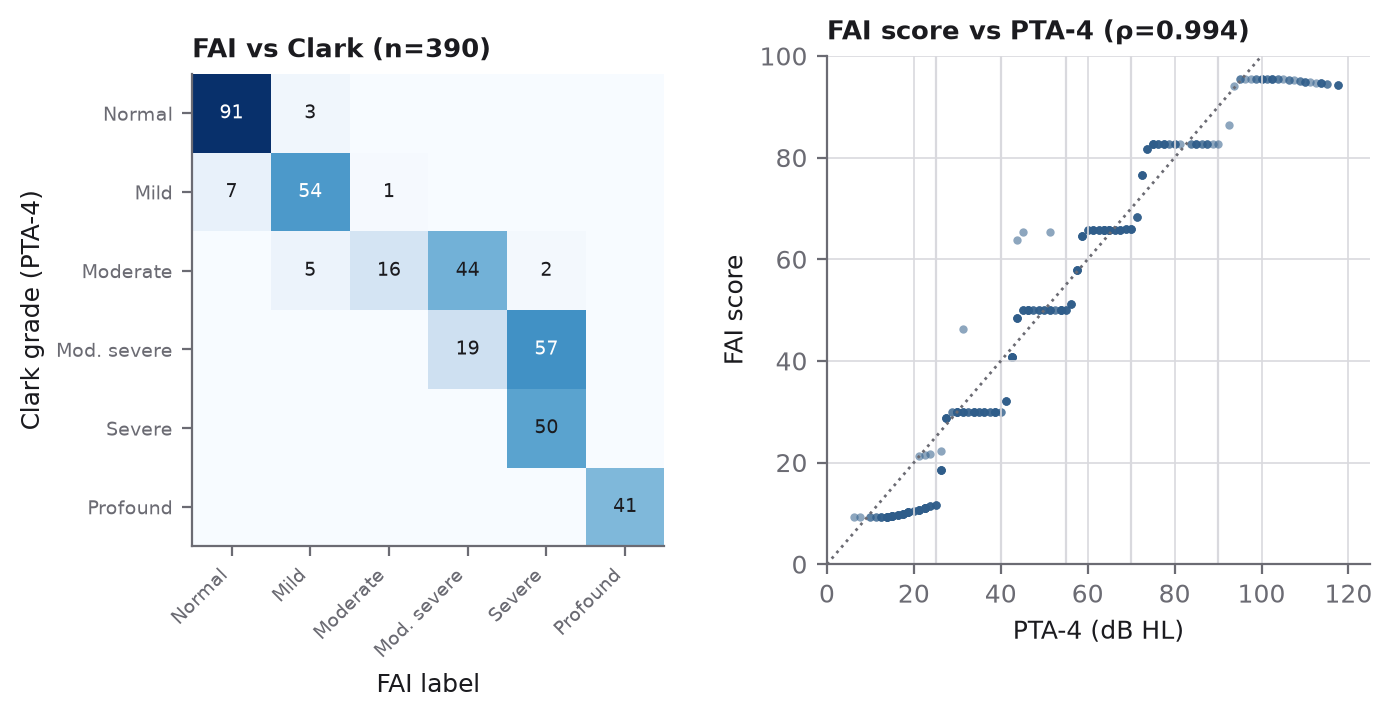 FAI vs Clark (n=390)
Clark grade (PTA-4)
Normal
Mild
Moderate
Mod. severe
Severe
Profound
91 3
7 54 1
5 16 44 2
19 57
50
41
Normal
Mild
Moderate
Mod. severe
Severe
Profound
FAI label
FAI score vs PTA-4 (ρ=0.994)
FAI score
100
80
60
40
20
0
0 20 40 60 80 100 120
PTA-4 (dB HL)